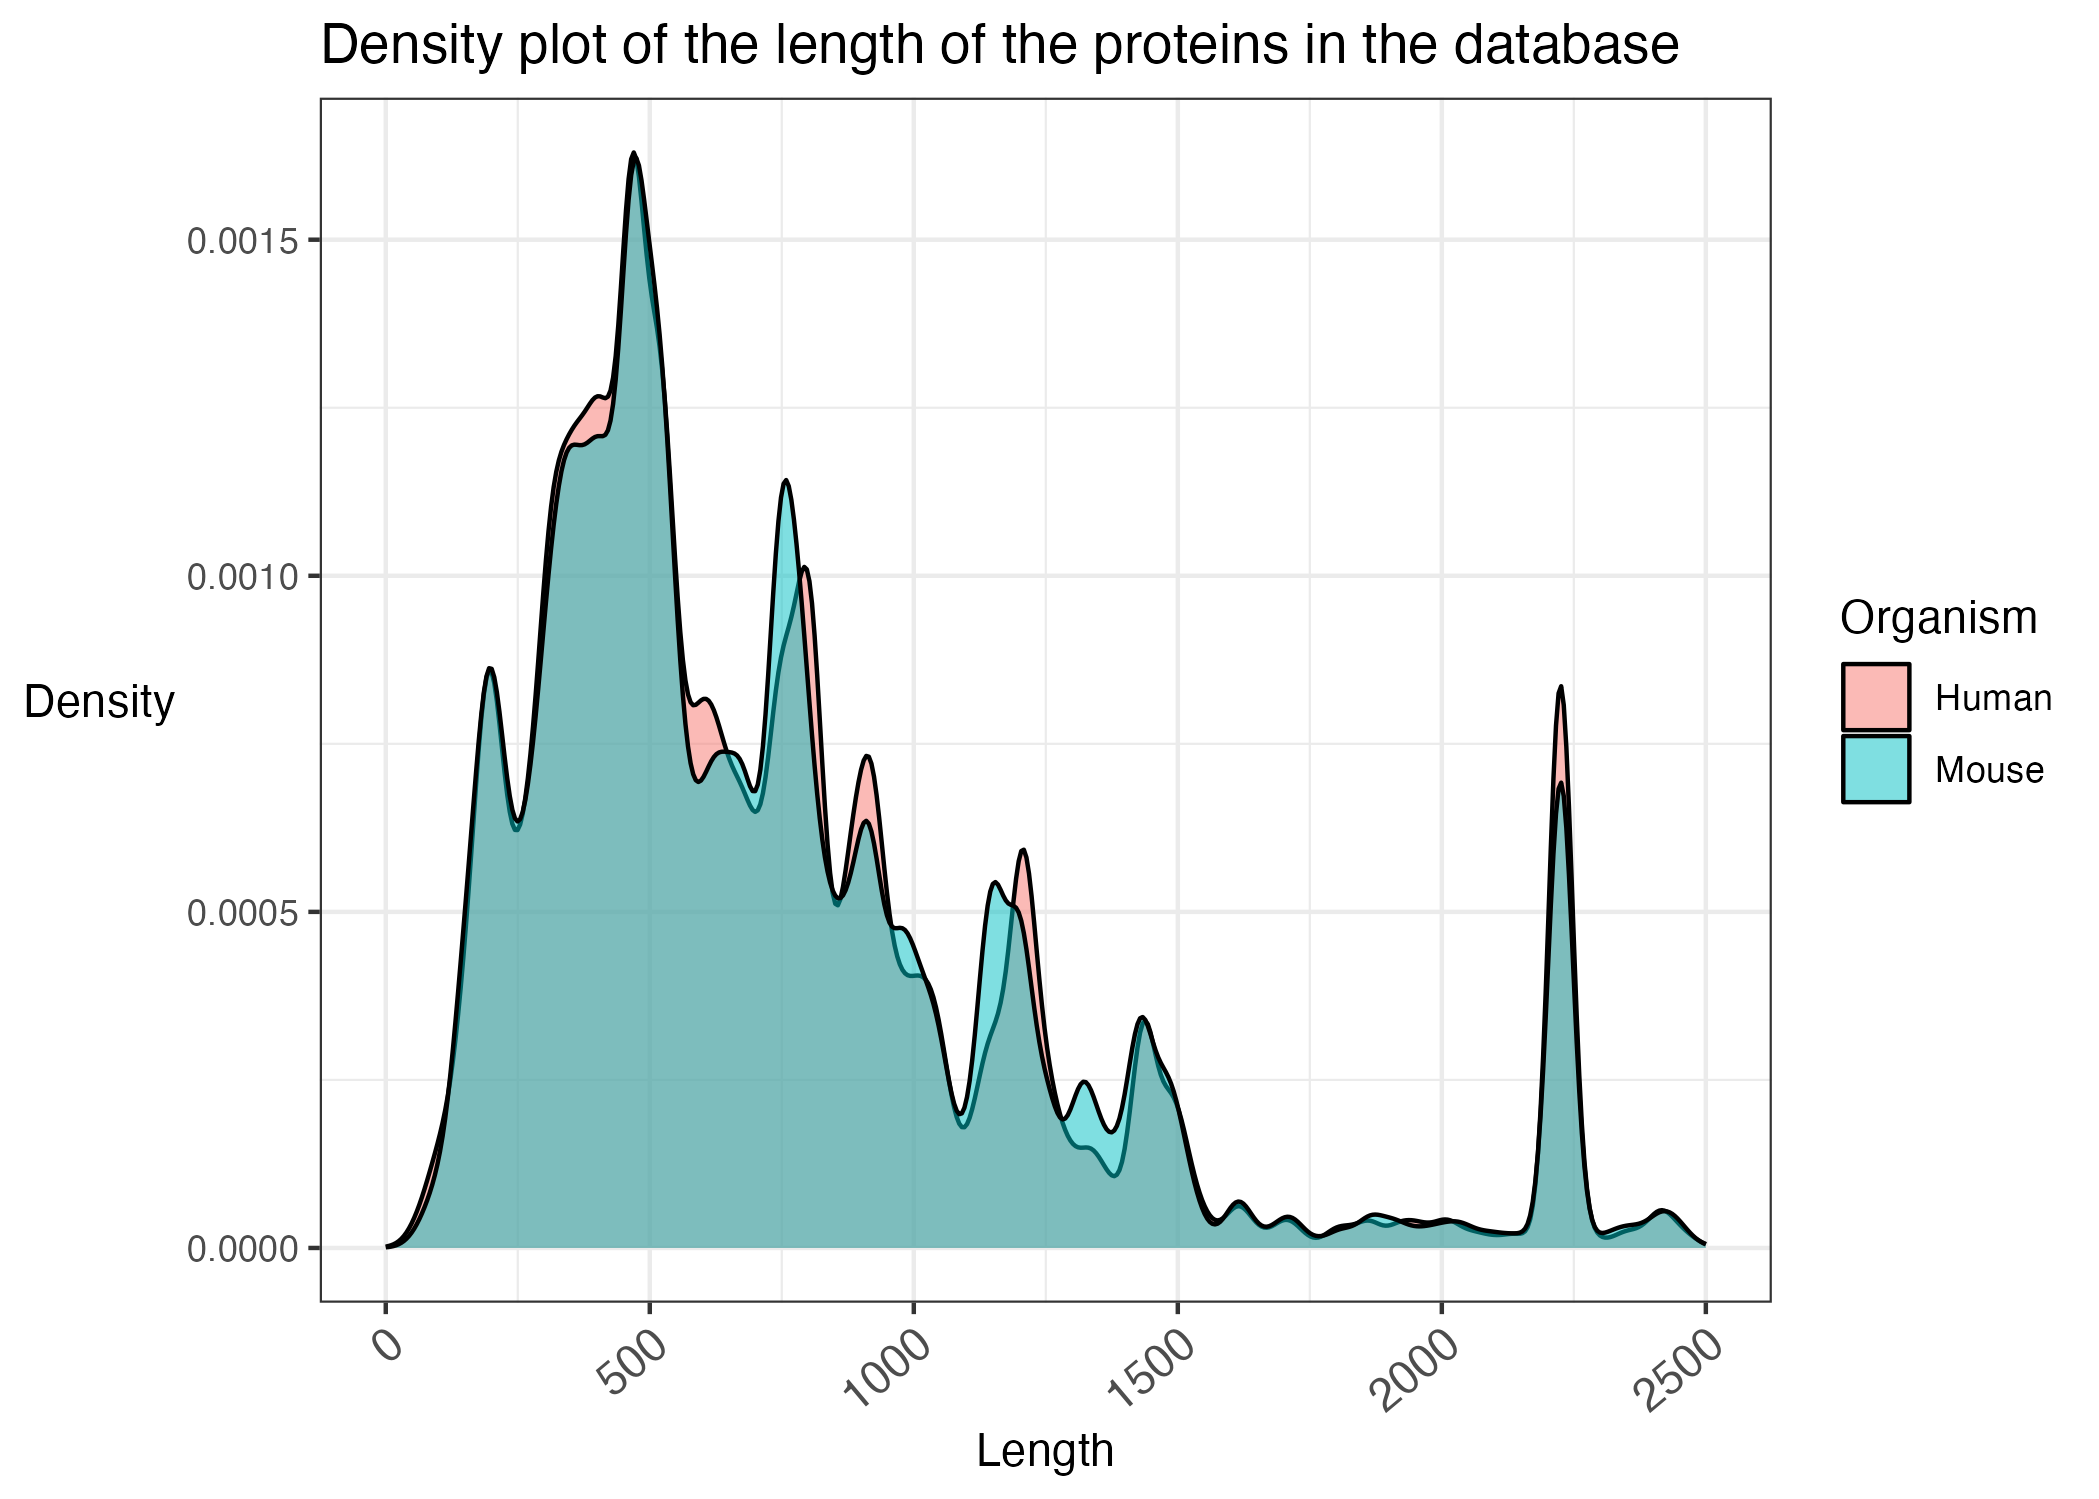 Density plot of the length of the proteins in the database
0.0015
0.0010
0.0005
0.0000
Density
0
500
1000
1500
2000
2500
Length
Organism
Human
Mouse